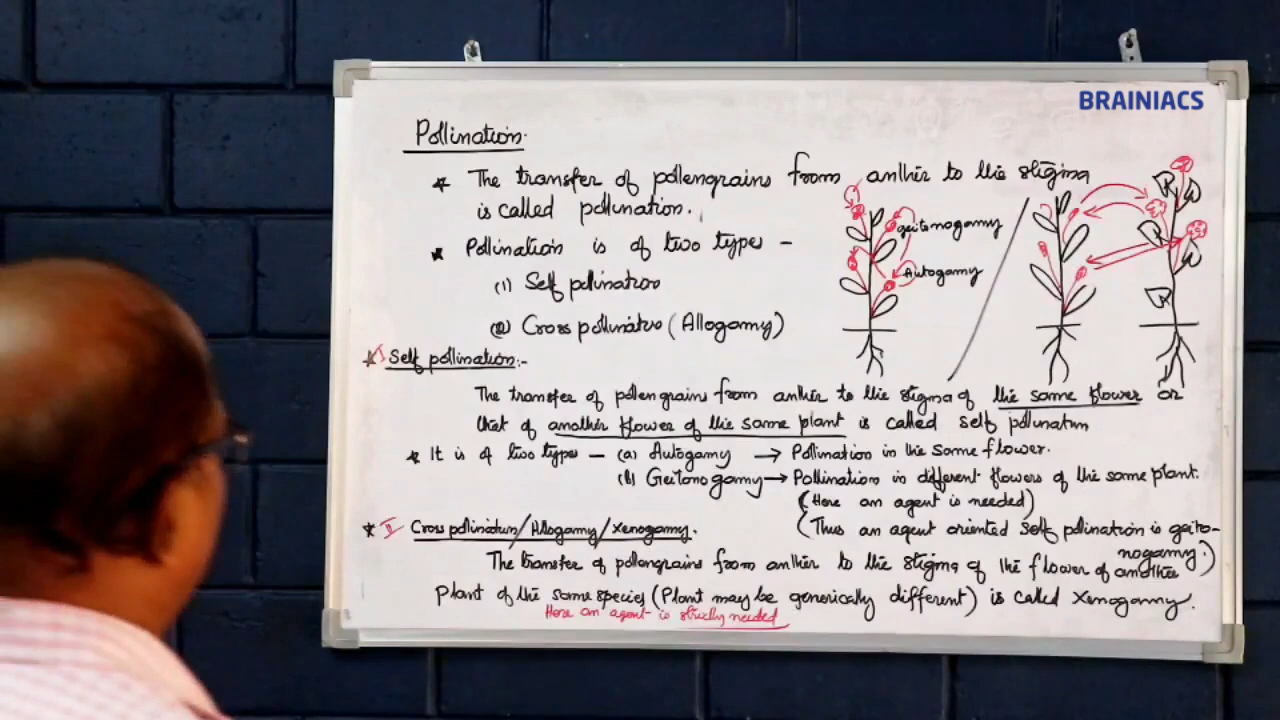 BRAINIACS
Pollination.
* The transfer of pollengrains from anther to the stigma
is called pollination.
* Pollination is of two types -
(1) Self pollination
(2) Cross pollination (Allogamy)
geitonogamy
Autogamy
* I Self pollination:-
The transfer of pollengrains from anther to the stigma of the same flower or
that of another flower of the same plant is called self pollination
* It is of two types - (a) Autogamy → Pollination in the same flower.
(b) Geitonogamy → Pollination in different flowers of the same plant.
(Here an agent is needed)
(Thus an agent oriented self pollination is geito-
nogamy.)
* II Cross pollination/Allogamy/Xenogamy.
The transfer of pollengrains from anther to the stigma of the flower of another
plant of the same species (Plant may be generically different) is called Xenogamy.
Here an agent is strictly needed